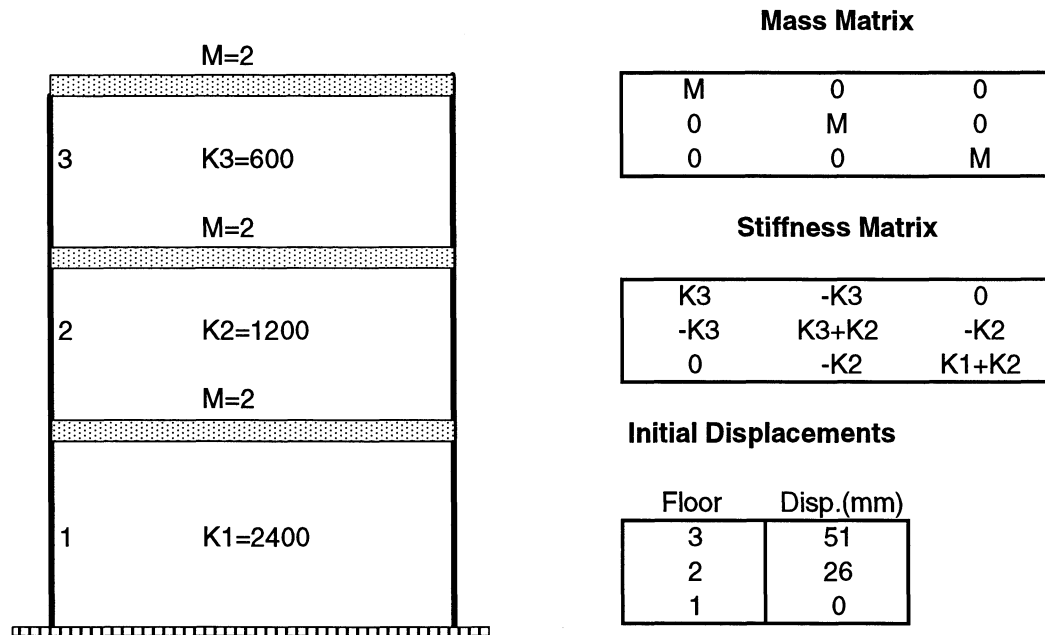 M=2
3 K3=600
M=2
2 K2=1200
M=2
1 K1=2400
Mass Matrix
M 0 0
0 M 0
0 0 M
Stiffness Matrix
K3 -K3 0
-K3 K3+K2 -K2
0 -K2 K1+K2
Initial Displacements
Floor Disp.(mm)
3 51
2 26
1 0